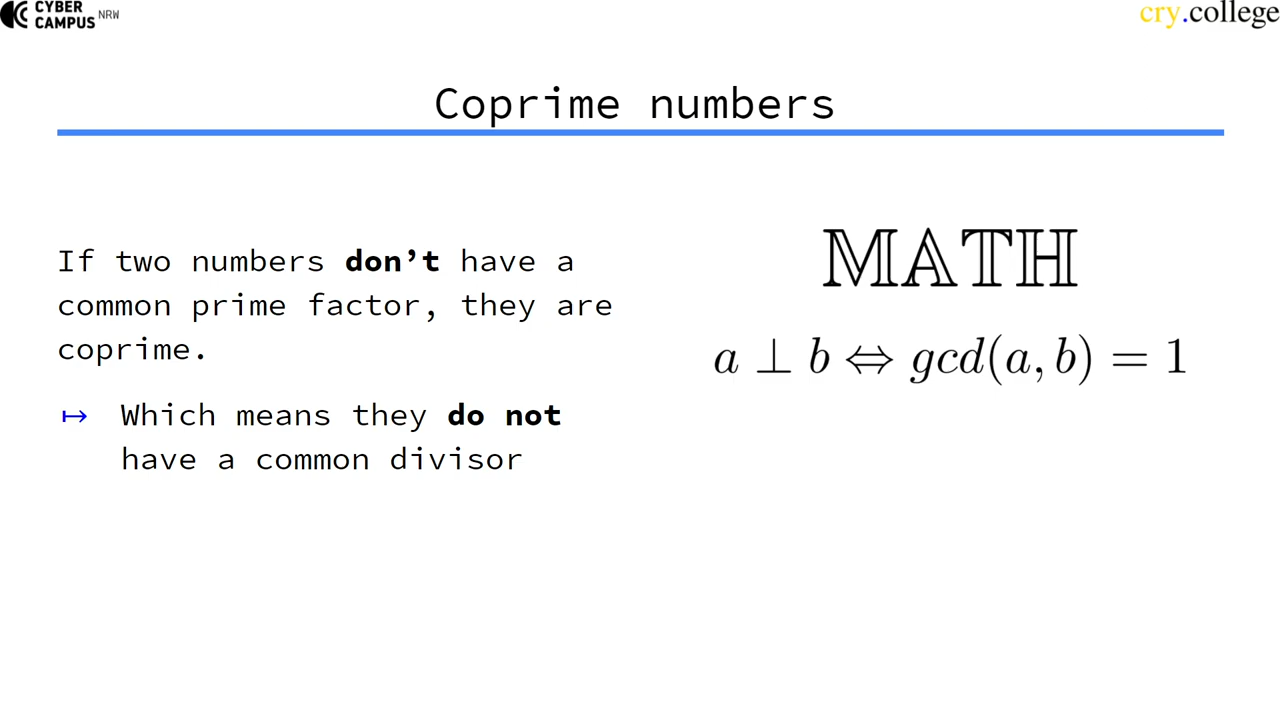 CYBER
CAMPUS NRW
cry.college
Coprime numbers
If two numbers don’t have a
common prime factor, they are
coprime.
↦ Which means they do not
have a common divisor
𝕄𝔸𝕋ℍ
a ⊥ b ⇔ gcd(a, b) = 1